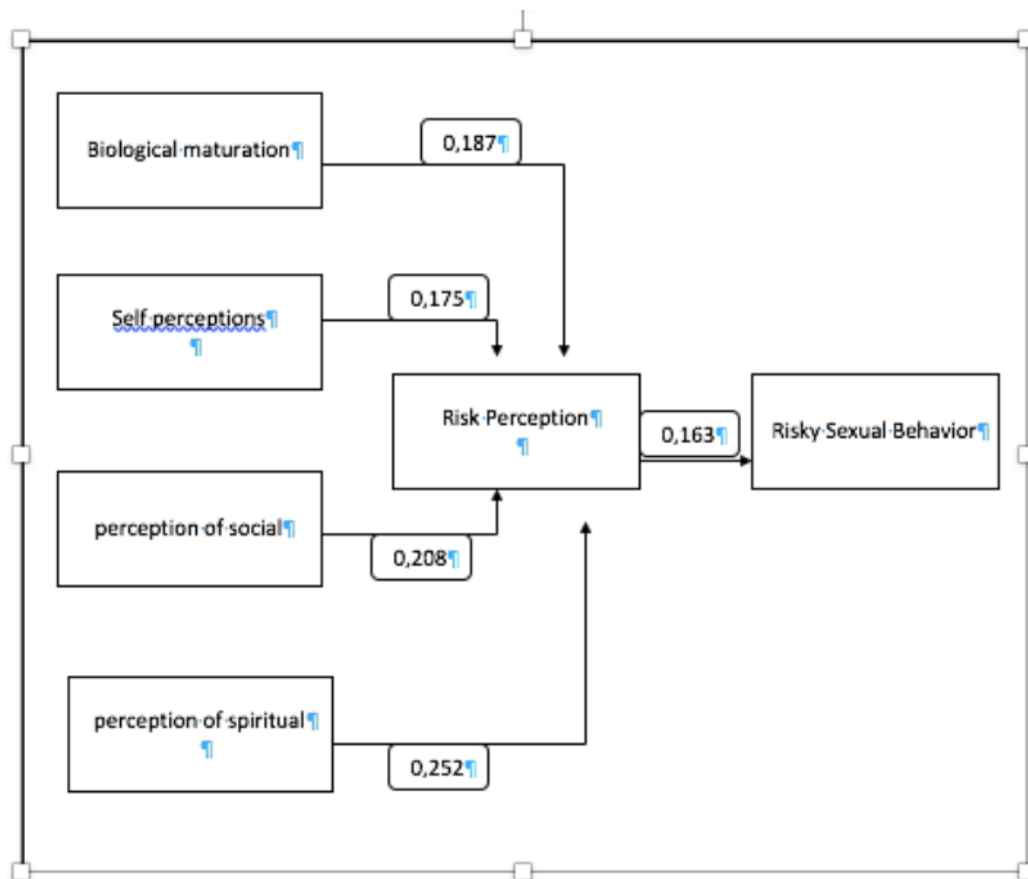 Biological maturation¶
0,187¶
Self perceptions¶
¶
0,175¶
Risk Perception¶
¶
0,163¶
Risky Sexual Behavior¶
perception of social¶
0,208¶
perception of spiritual¶
¶
0,252¶